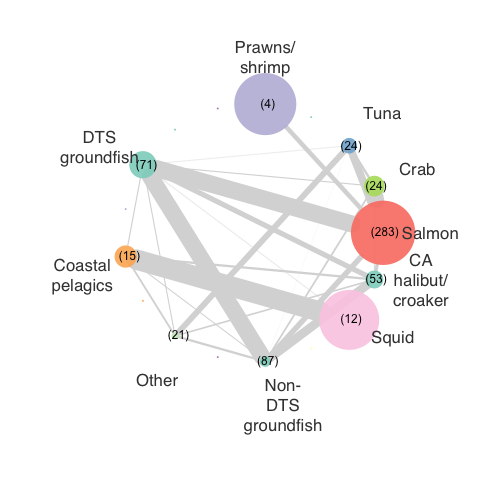 Prawns/
shrimp
(4)
Tuna
(24)
DTS
groundfish
(71)
Crab
(24)
Salmon
(283)
CA
halibut/
croaker
(53)
Coastal
pelagics
(15)
Squid
(12)
(21)
Other
(87)
Non-
DTS
groundfish